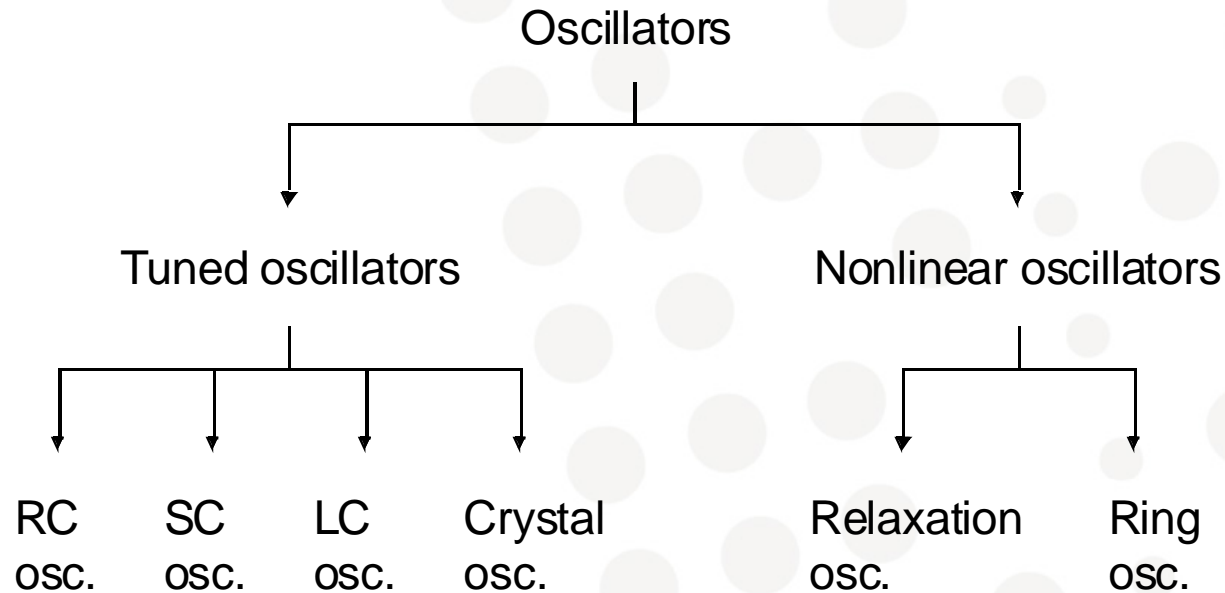 Oscillators
Tuned oscillators
Nonlinear oscillators
RC
osc.
SC
osc.
LC
osc.
Crystal
osc.
Relaxation
osc.
Ring
osc.